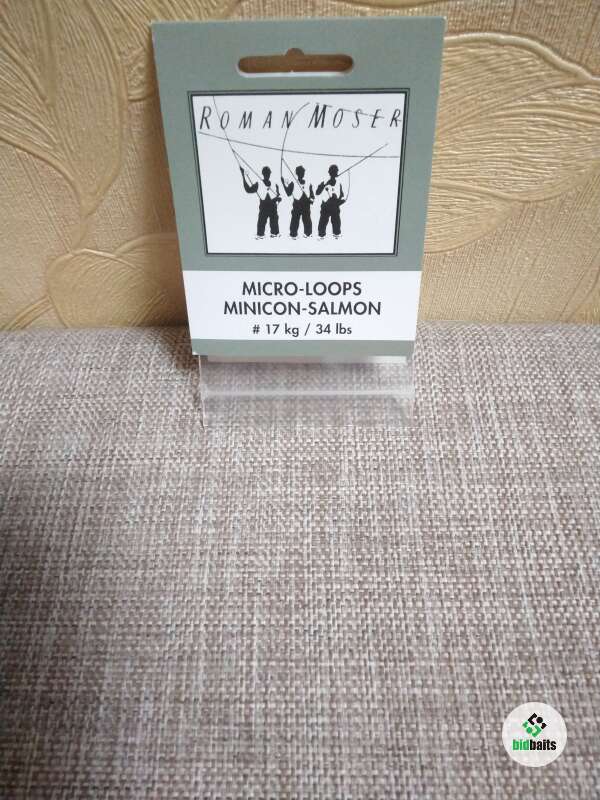 ROMAN MOSER
MICRO-LOOPS
MINICON-SALMON
# 17 kg / 34 lbs
bidbaits